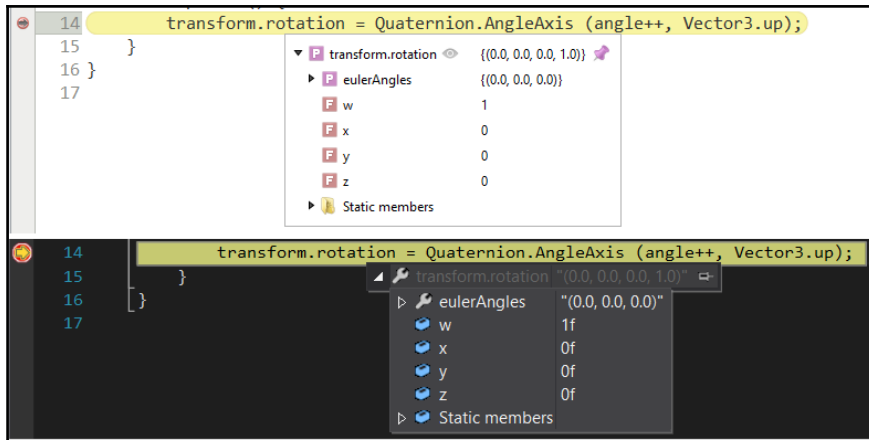 14 transform.rotation = Quaternion.AngleAxis (angle++, Vector3.up);
15 }
16 }
17
P transform.rotation {(0.0, 0.0, 0.0, 1.0)}
P eulerAngles {(0.0, 0.0, 0.0)}
F w 1
F x 0
F y 0
F z 0
Static members
14 transform.rotation = Quaternion.AngleAxis (angle++, Vector3.up);
15 }
16 }
17
transform.rotation "(0.0, 0.0, 0.0, 1.0)"
eulerAngles "(0.0, 0.0, 0.0)"
w 1f
x 0f
y 0f
z 0f
Static members